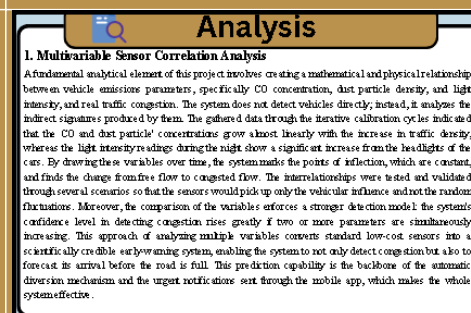 Analysis
1. Multivariable Sensor Correlation Analysis
A fundamental analytical element of this project involves creating a mathematical and physical relationship
between vehicle emissions parameters, specifically CO concentration, dust particle density, and light
intensity, and real traffic congestion. The system does not detect vehicles directly; instead, it analyzes the
indirect signatures produced by them. The gathered data through the iterative calibration cycles indicated
that the CO and dust particle' concentrations grow almost linearly with the increase in traffic density,
whereas the light intensity readings during the night show a significant increase from the headlights of the
cars. By drawing these variables over time, the system marks the points of inflection, which are constant,
and finds the change from free flow to congested flow. The interrelationships were tested and validated
through several scenarios so that the sensors would pick up only the vehicular influence and not the random
fluctuations. Moreover, the comparison of the variables enforces a stronger detection model: the system's
confidence level in detecting congestion rises greatly if two or more parameters are simultaneously
increasing. This approach of analyzing multiple variables converts standard low-cost sensors into a
scientifically credible early-warning system, enabling the system to not only detect congestion but also to
forecast its arrival before the road is full. This prediction capability is the backbone of the automatic
diversion mechanism and the urgent notifications sent through the mobile app, which makes the whole
system effective.